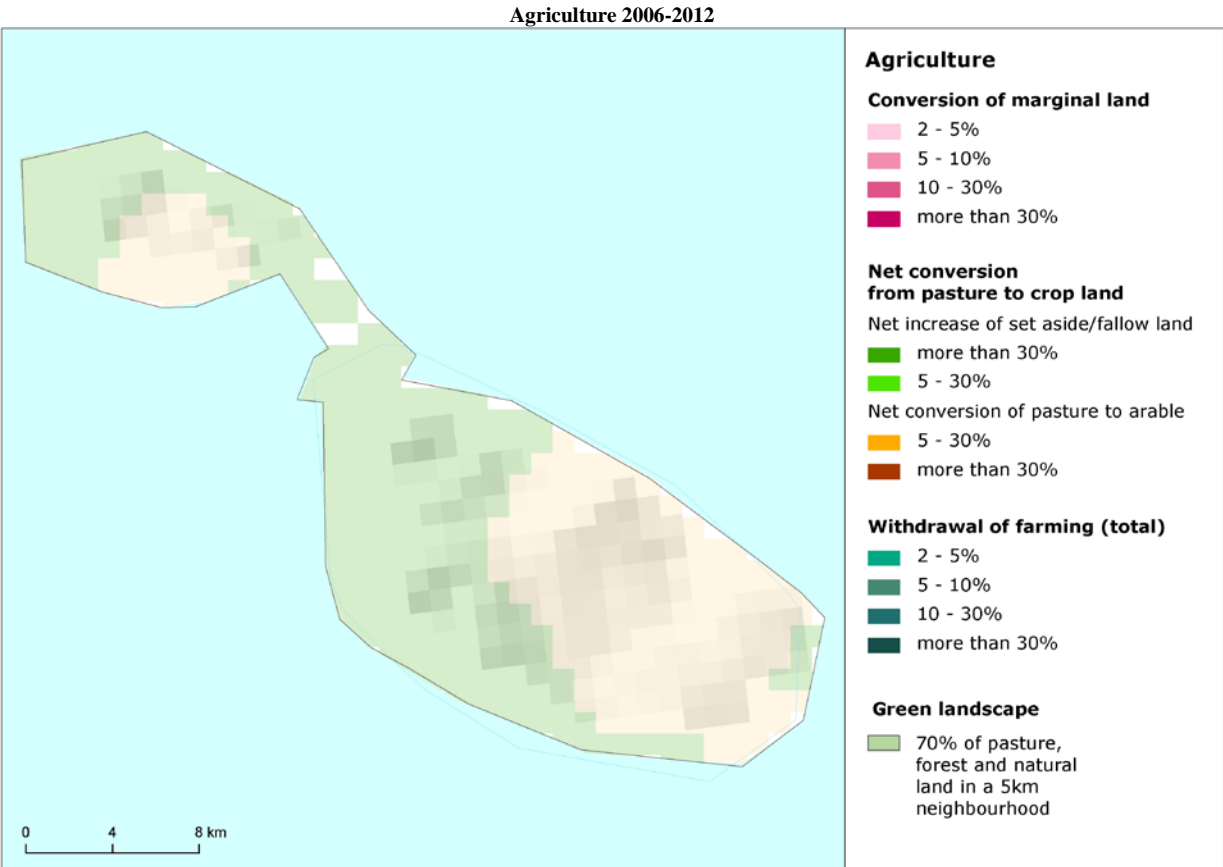 Agriculture 2006-2012
Agriculture
Conversion of marginal land
2 - 5%
5 - 10%
10 - 30%
more than 30%
Net conversion
from pasture to crop land
Net increase of set aside/fallow land
more than 30%
5 - 30%
Net conversion of pasture to arable
5 - 30%
more than 30%
Withdrawal of farming (total)
2 - 5%
5 - 10%
10 - 30%
more than 30%
Green landscape
70% of pasture,
forest and natural
land in a 5km
neighbourhood
0 4 8 km